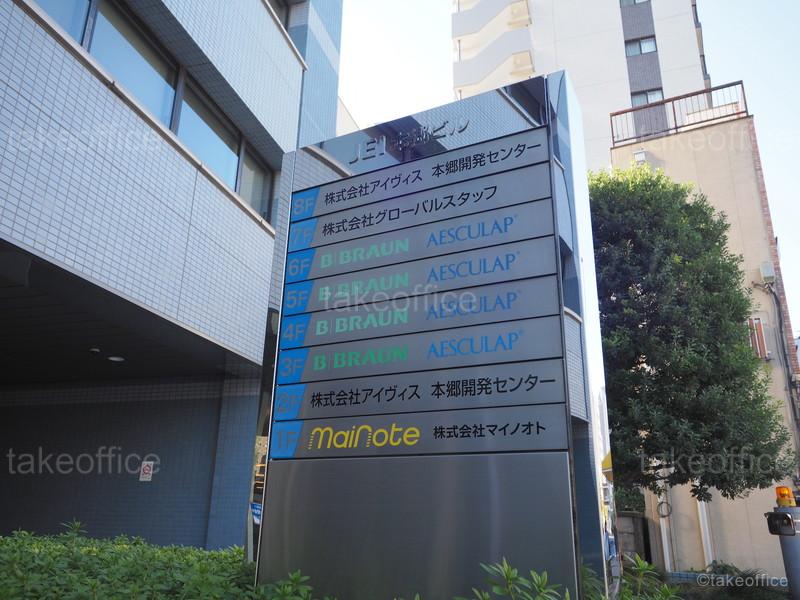 JEI 本郷ビル
8F 株式会社アイヴィス 本郷開発センター
7F 株式会社グローバルスタッフ
6F B|BRAUN AESCULAP®
5F B|BRAUN AESCULAP®
4F B|BRAUN AESCULAP®
3F B|BRAUN AESCULAP®
2F 株式会社アイヴィス 本郷開発センター
1F maiNote 株式会社マイノオト
takeoffice
takeoffice
takeoffice
takeoffice
takeoffice
takeoffice
takeoffice
©takeoffice